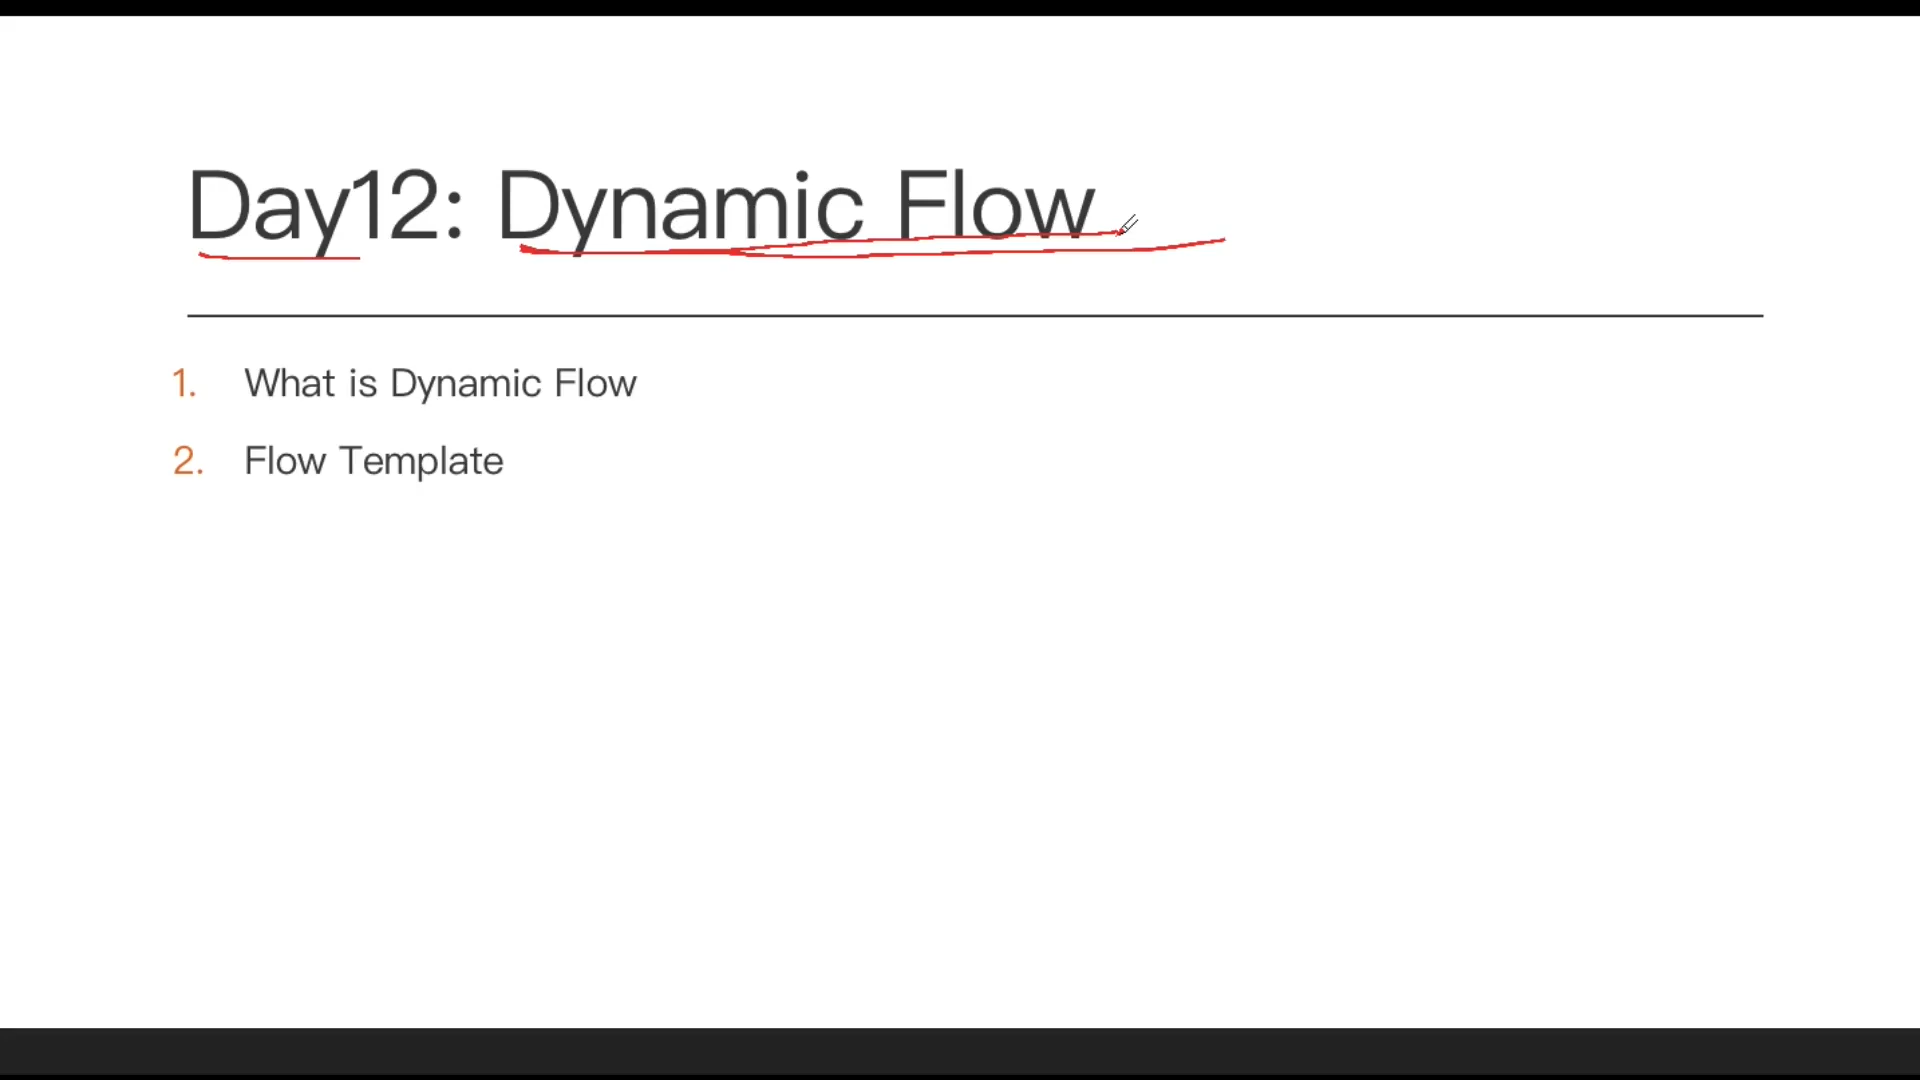 Day12: Dynamic Flow
1. What is Dynamic Flow
2. Flow Template